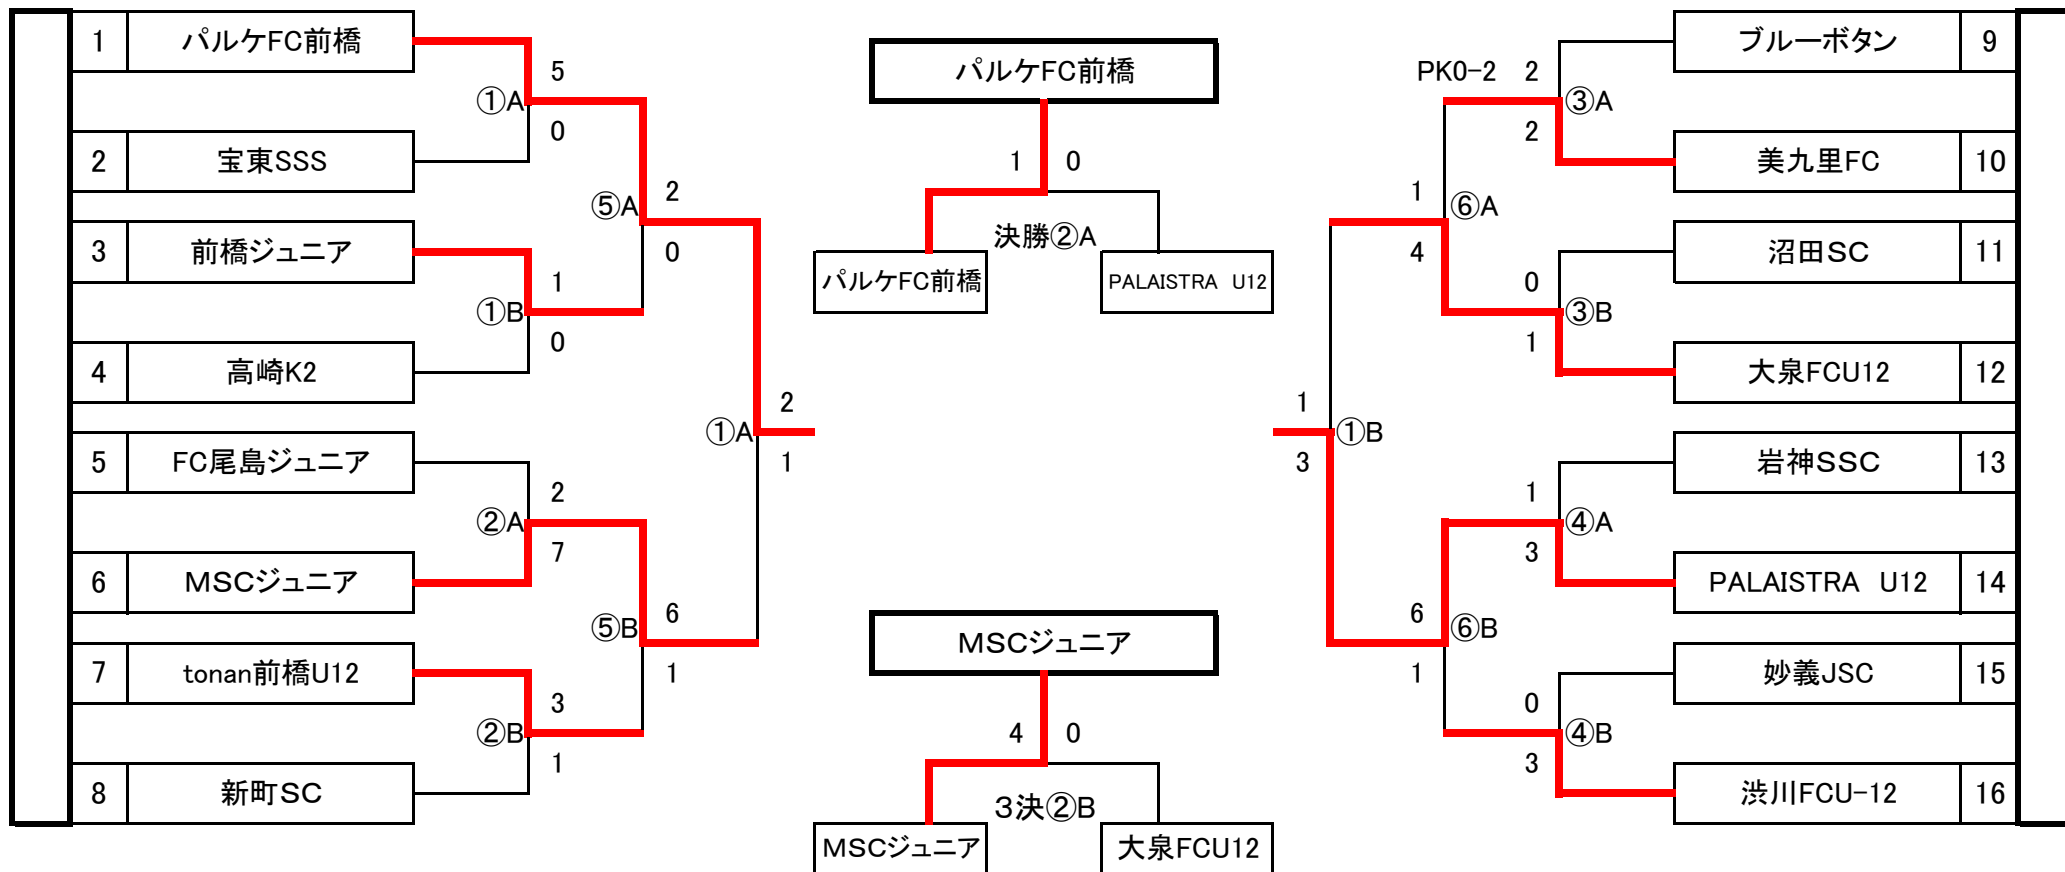 1 パルケFC前橋
2 宝東SSS
3 前橋ジュニア
4 高崎K2
5 FC尾島ジュニア
6 MSCジュニア
7 tonan前橋U12
8 新町SC
①A
5
0
①B
1
0
②A
2
7
②B
3
1
⑤A
2
0
⑤B
6
1
①A
2
1
パルケFC前橋
1 0
決勝②A
パルケFC前橋
PALAISTRA U12
MSCジュニア
4 0
3決②B
MSCジュニア
大泉FCU12
1
①B
3
1
⑥A
4
6
⑥B
1
PK0-2 2
③A
2
0
③B
1
1
④A
3
0
④B
3
ブルーボタン 9
美九里FC 10
沼田SC 11
大泉FCU12 12
岩神SSC 13
PALAISTRA U12 14
妙義JSC 15
渋川FCU-12 16